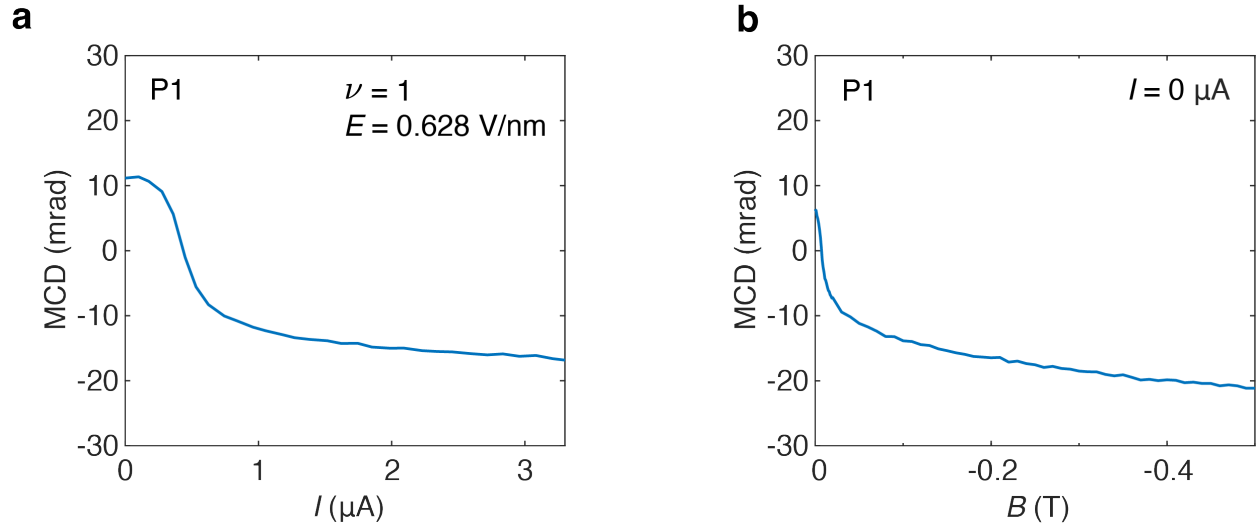 a
30
20
10
0
-10
-20
-30
MCD (mrad)
P1
ν = 1
E = 0.628 V/nm
0
1
2
3
I (μA)
b
30
20
10
0
-10
-20
-30
MCD (mrad)
P1
I = 0 μA
0
-0.2
-0.4
B (T)